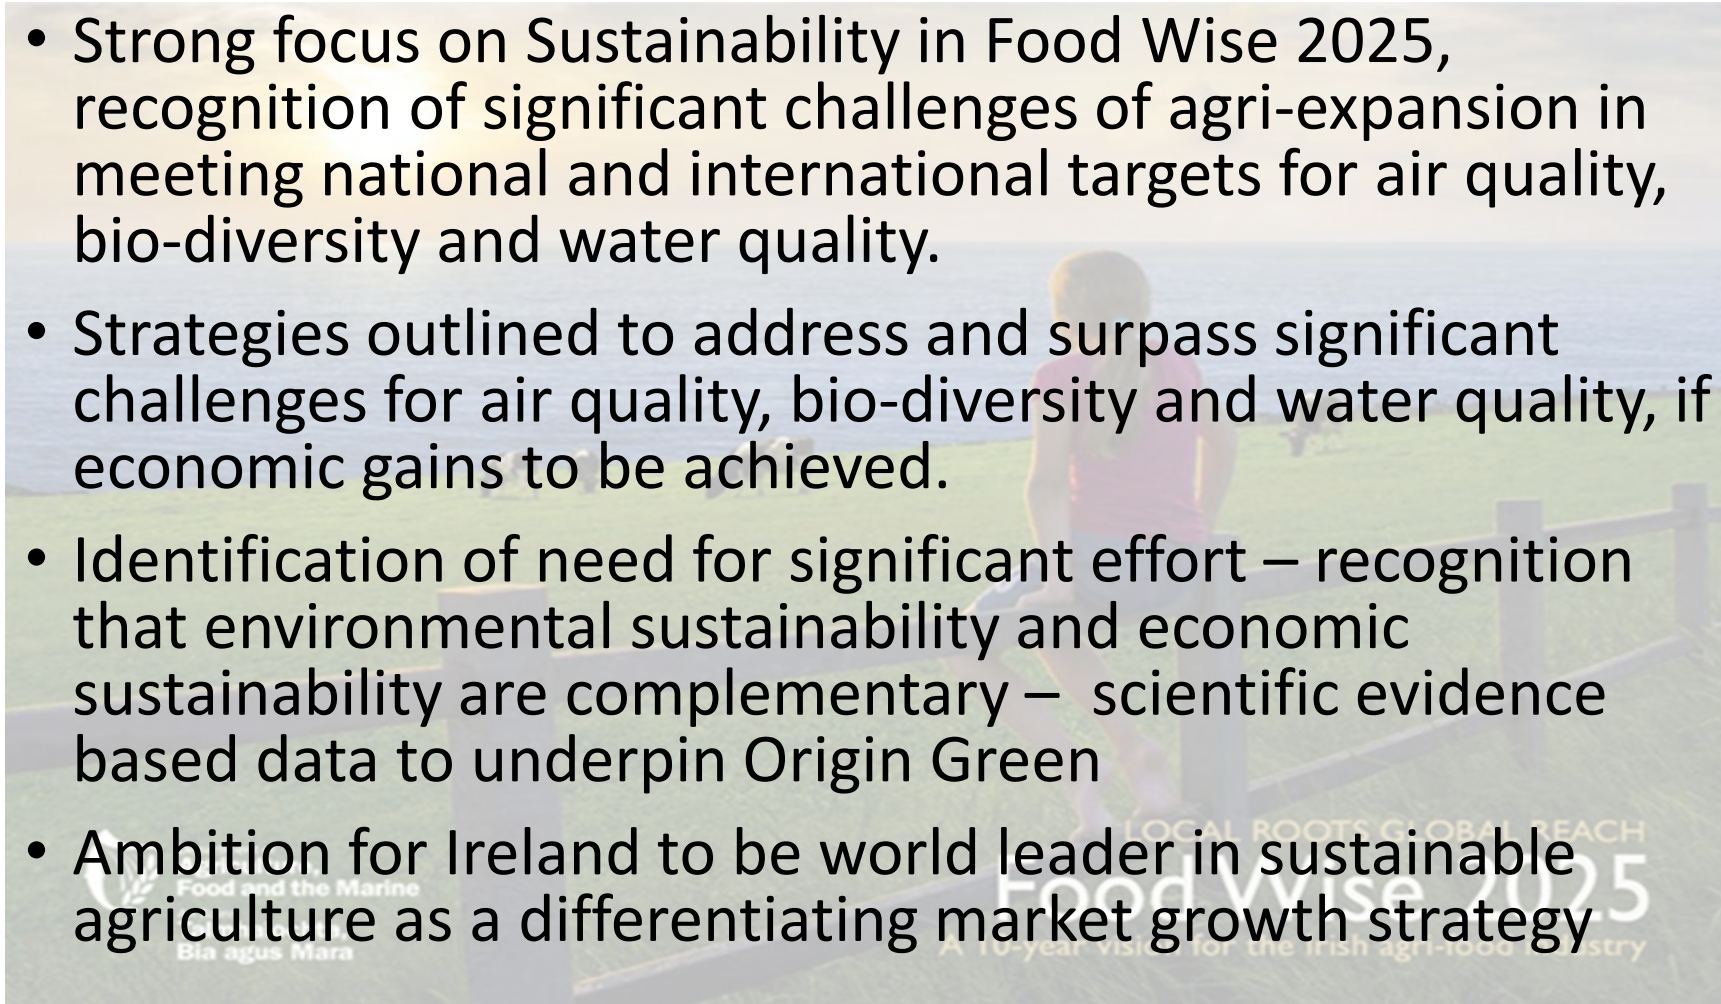 • Strong focus on Sustainability in Food Wise 2025,
recognition of significant challenges of agri-expansion in
meeting national and international targets for air quality,
bio-diversity and water quality.
• Strategies outlined to address and surpass significant
challenges for air quality, bio-diversity and water quality, if
economic gains to be achieved.
• Identification of need for significant effort – recognition
that environmental sustainability and economic
sustainability are complementary –  scientific evidence
based data to underpin Origin Green
• Ambition for Ireland to be world leader in sustainable
agriculture as a differentiating market growth strategy
Food and the Marine
Bia agus Mara
LOCAL ROOTS GLOBAL REACH
Food Wise 2025
A 10-year vision for the Irish agri-food industry